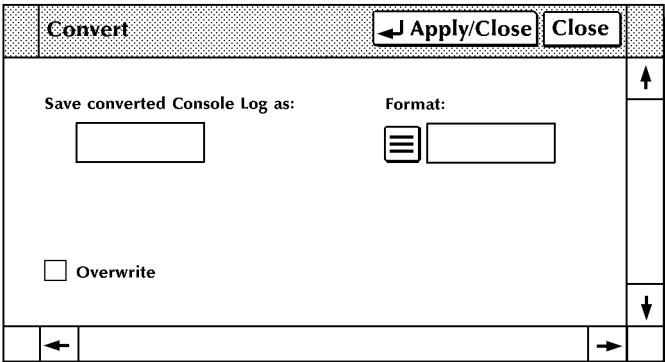 Convert Apply/Close Close
Save converted Console Log as: Format:
Overwrite